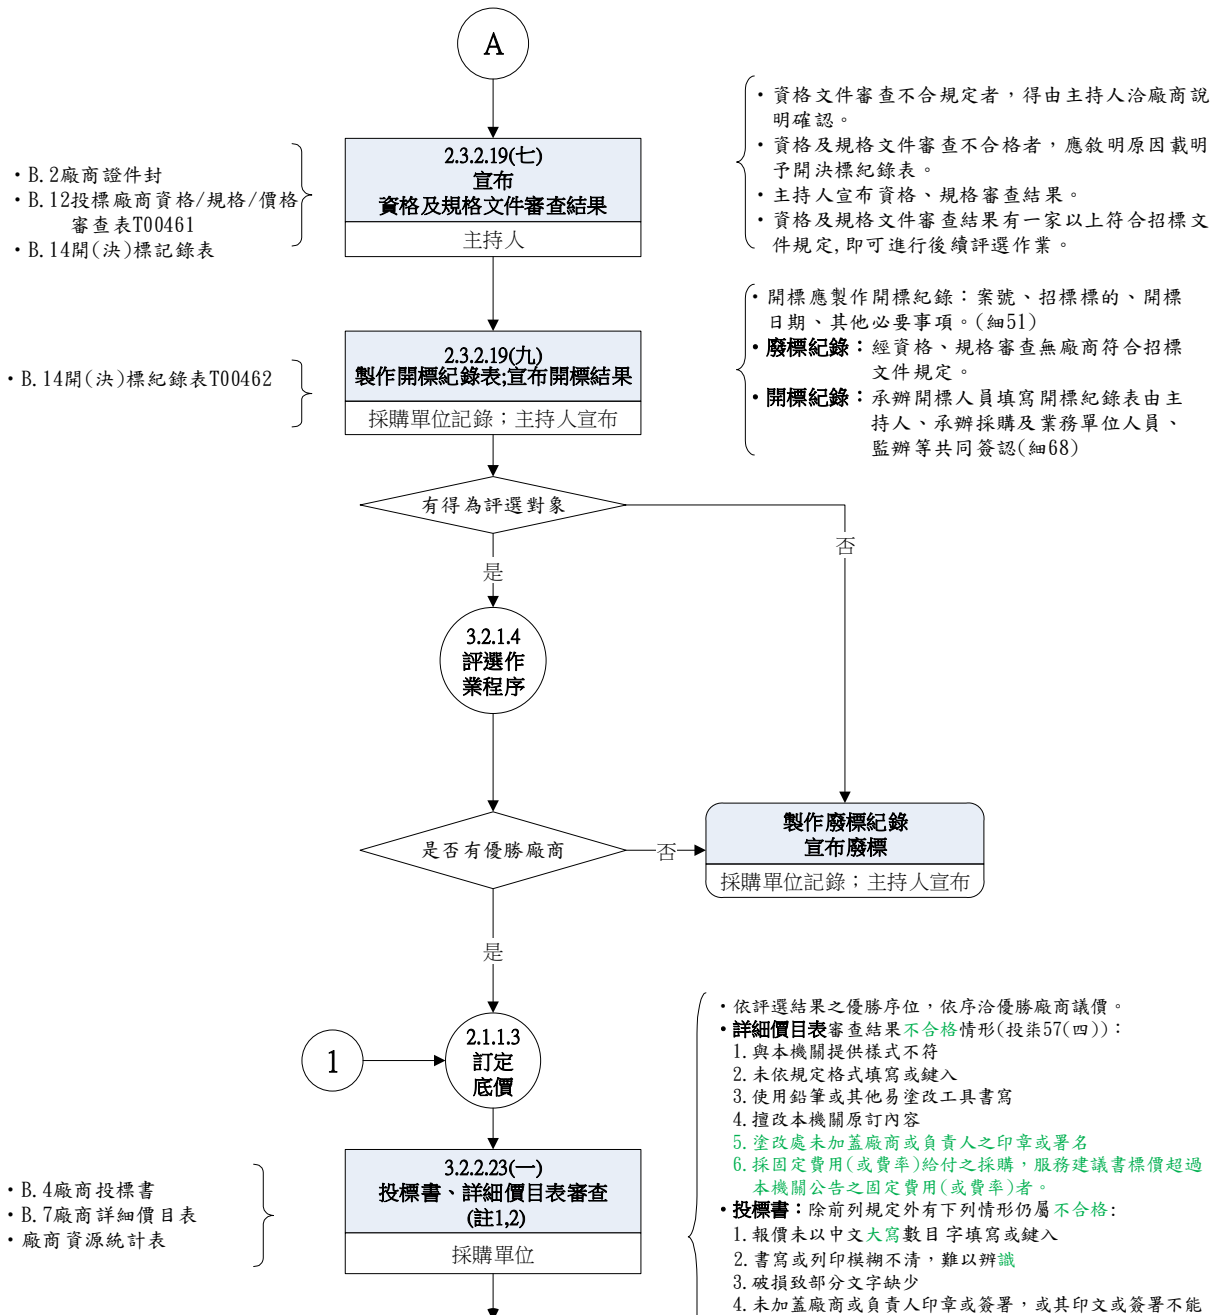 A
2.3.2.19(七)
宣布
資格及規格文件審查結果
主持人
・B.2廠商證件封
・B.12投標廠商資格/規格/價格
審查表T00461
・B.14開(決)標記錄表
・資格文件審查不合規定者，得由主持人洽廠商說
明確認。
・資格及規格文件審查不合格者，應敘明原因載明
予開決標紀錄表。
・主持人宣布資格、規格審查結果。
・資格及規格文件審查結果有一家以上符合招標文
件規定,即可進行後續評選作業。
2.3.2.19(九)
製作開標紀錄表;宣布開標結果
採購單位記錄；主持人宣布
・B.14開(決)標紀錄表T00462
・開標應製作開標紀錄：案號、招標標的、開標
日期、其他必要事項。(細51)
・廢標紀錄：經資格、規格審查無廠商符合招標
文件規定。
・開標紀錄：承辦開標人員填寫開標紀錄表由主
持人、承辦採購及業務單位人員、
監辦等共同簽認(細68)
有得為評選對象
否
是
3.2.1.4
評選作
業程序
是否有優勝廠商
否
製作廢標紀錄
宣布廢標
採購單位記錄；主持人宣布
是
1
2.1.1.3
訂定
底價
3.2.2.23(一)
投標書、詳細價目表審查
(註1,2)
採購單位
・B.4廠商投標書
・B.7廠商詳細價目表
・廠商資源統計表
・依評選結果之優勝序位，依序洽優勝廠商議價。
・詳細價目表審查結果不合格情形(投柒57(四))：
1.與本機關提供樣式不符
2.未依規定格式填寫或鍵入
3.使用鉛筆或其他易塗改工具書寫
4.擅改本機關原訂內容
5.塗改處未加蓋廠商或負責人之印章或署名
6.採固定費用(或費率)給付之採購，服務建議書標價超過
本機關公告之固定費用(或費率)者。
・投標書：除前列規定外有下列情形仍屬不合格:
1.報價未以中文大寫數目字填寫或鍵入
2.書寫或列印模糊不清，難以辨識
3.破損致部分文字缺少
4.未加蓋廠商或負責人印章或簽署，或其印文或簽署不能